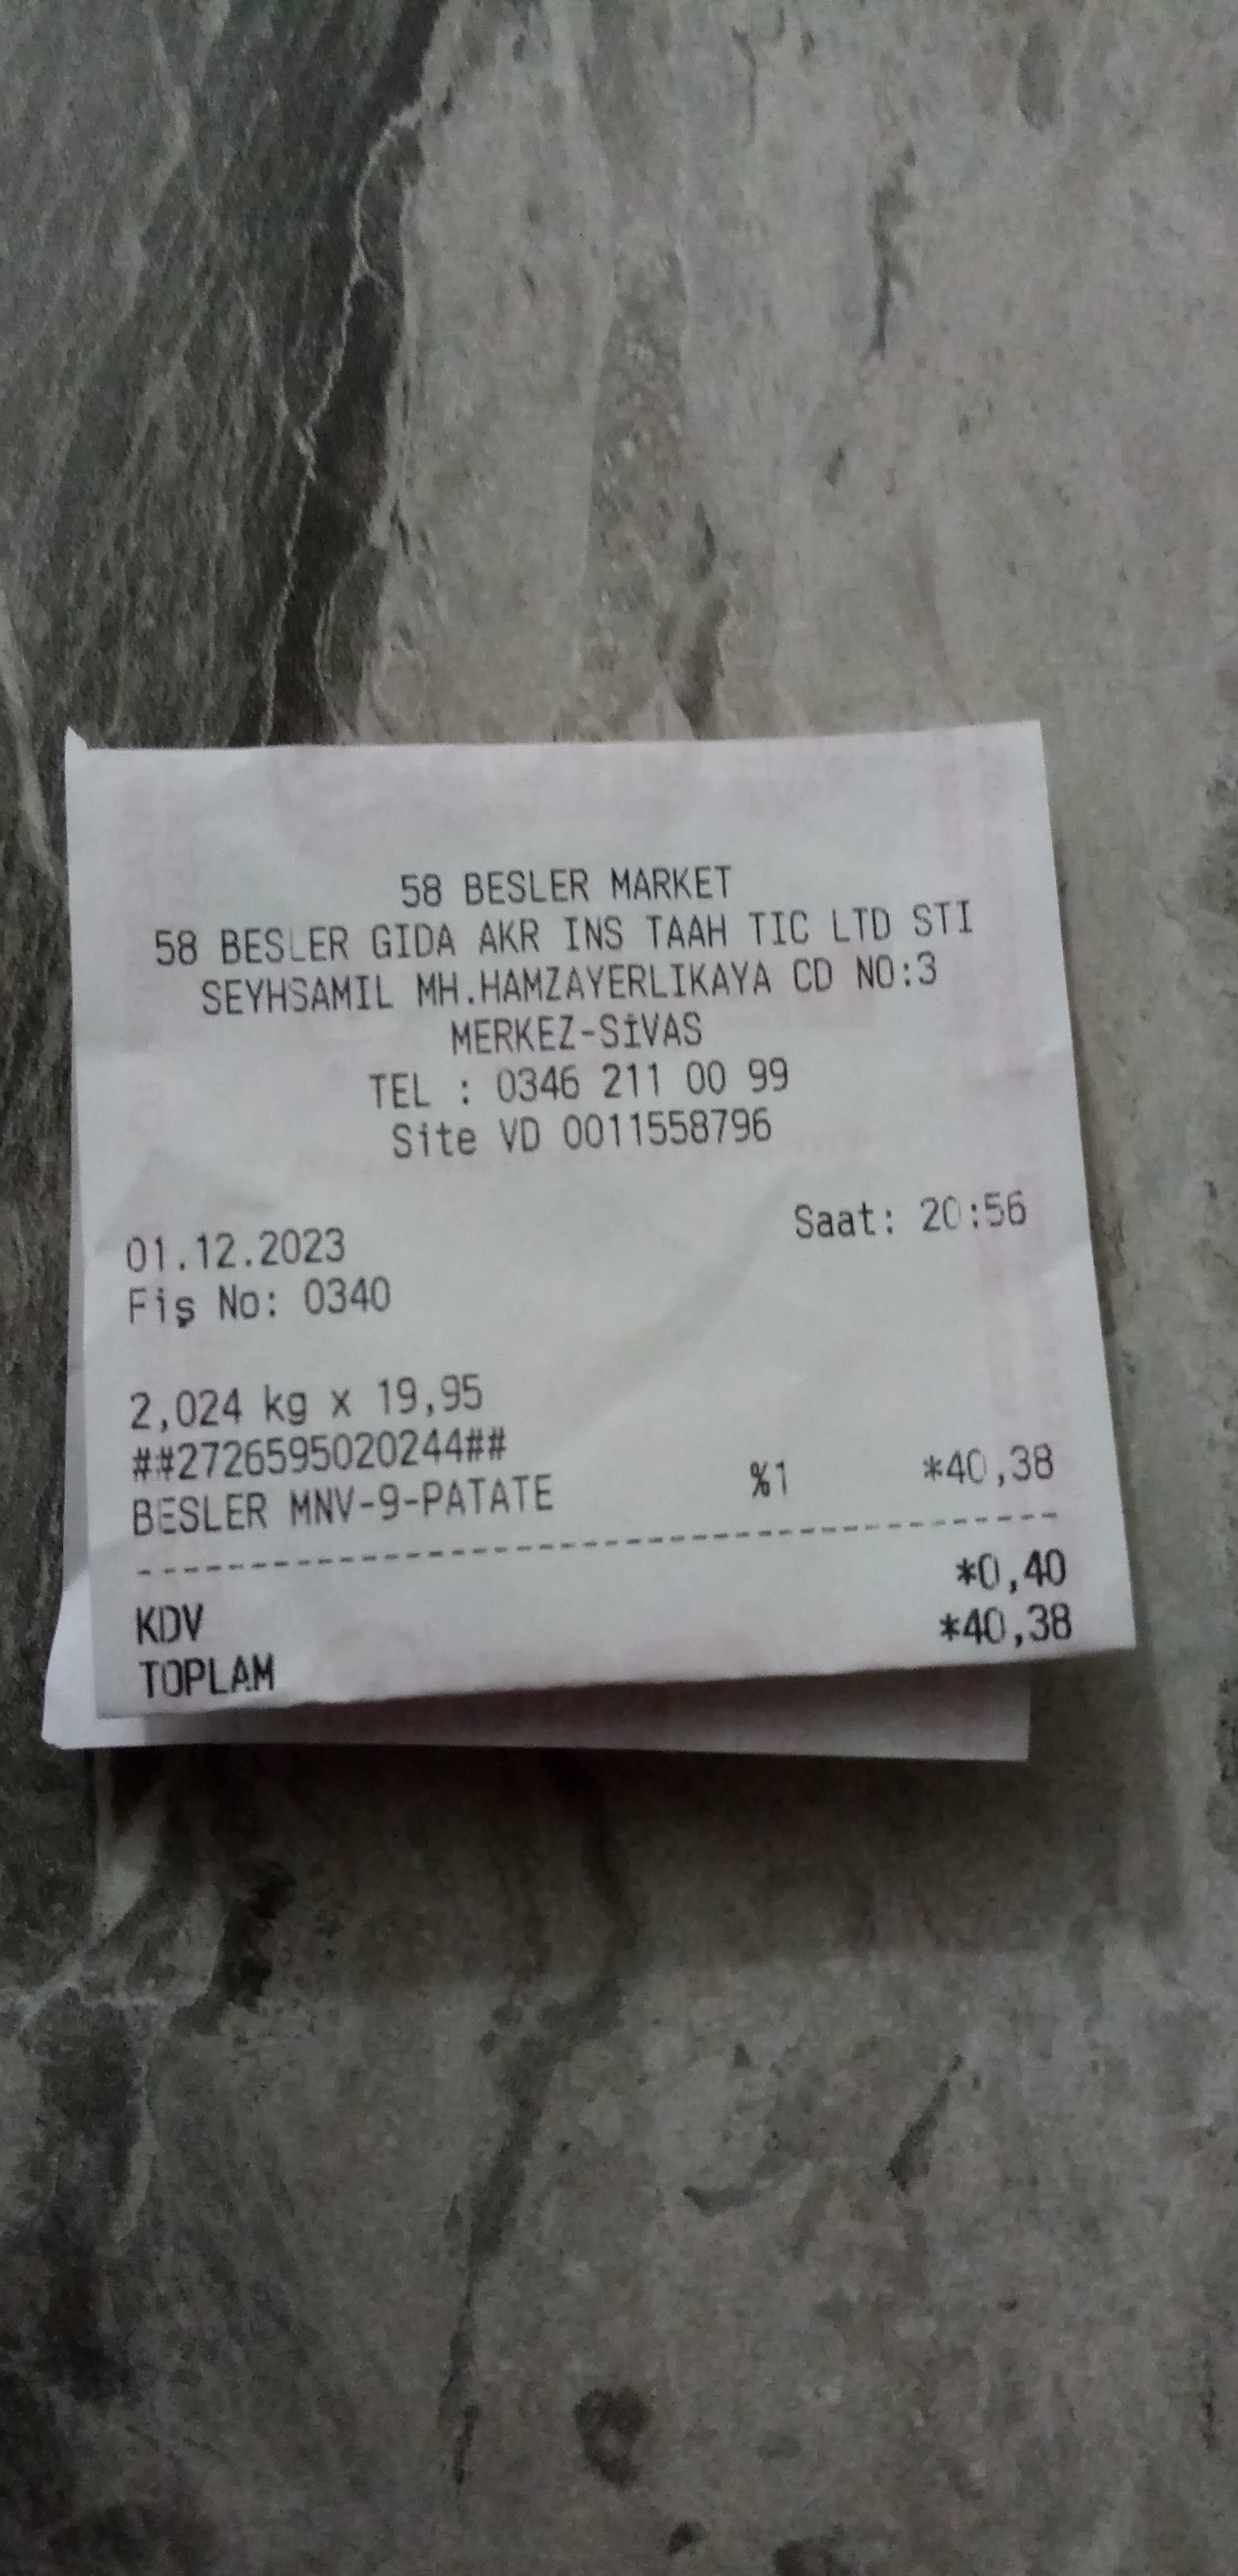 58 BESLER MARKET
58 BESLER GIDA AKR INS TAAH TIC LTD STI
SEYHSAMIL MH.HAMZAYERLIKAYA CD NO:3
MERKEZ-SİVAS
TEL : 0346 211 00 99
Site VD 0011558796
01.12.2023 Saat: 20:56
Fiş No: 0340
2,024 kg x 19,95
##2726595020244##
BESLER MNV-9-PATATE %1 *40,38
KDV *0,40
TOPLAM *40,38